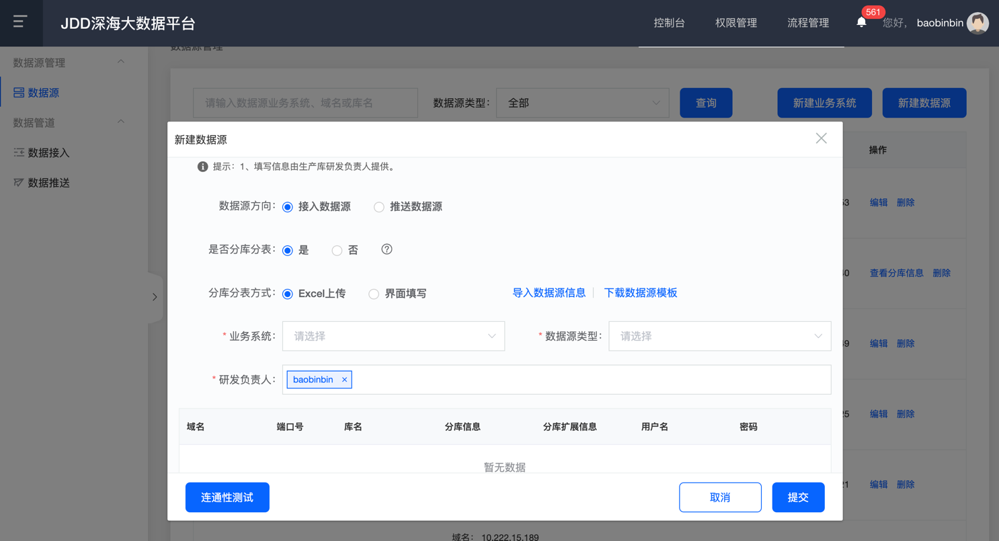 JDD深海大数据平台
控制台
权限管理
流程管理
561
您好，
baobinbin
数据源管理
数据源
数据管道
数据接入
数据推送
数据源管理
请输入数据源业务系统、域名或库名
数据源类型：
全部
查询
新建业务系统
新建数据源
操作
53 编辑 删除
40 查看分库信息 删除
49 编辑 删除
25 编辑 删除
21 编辑 删除
新建数据源
提示：1、填写信息由生产库研发负责人提供。
数据源方向： 接入数据源 推送数据源
是否分库分表： 是 否
分库分表方式： Excel上传 界面填写 导入数据源信息 下载数据源模板
* 业务系统： 请选择 * 数据源类型： 请选择
* 研发负责人： baobinbin ×
域名 端口号 库名 分库信息 分库扩展信息 用户名 密码
暂无数据
连通性测试 取消 提交
域名： 10.222.15.189